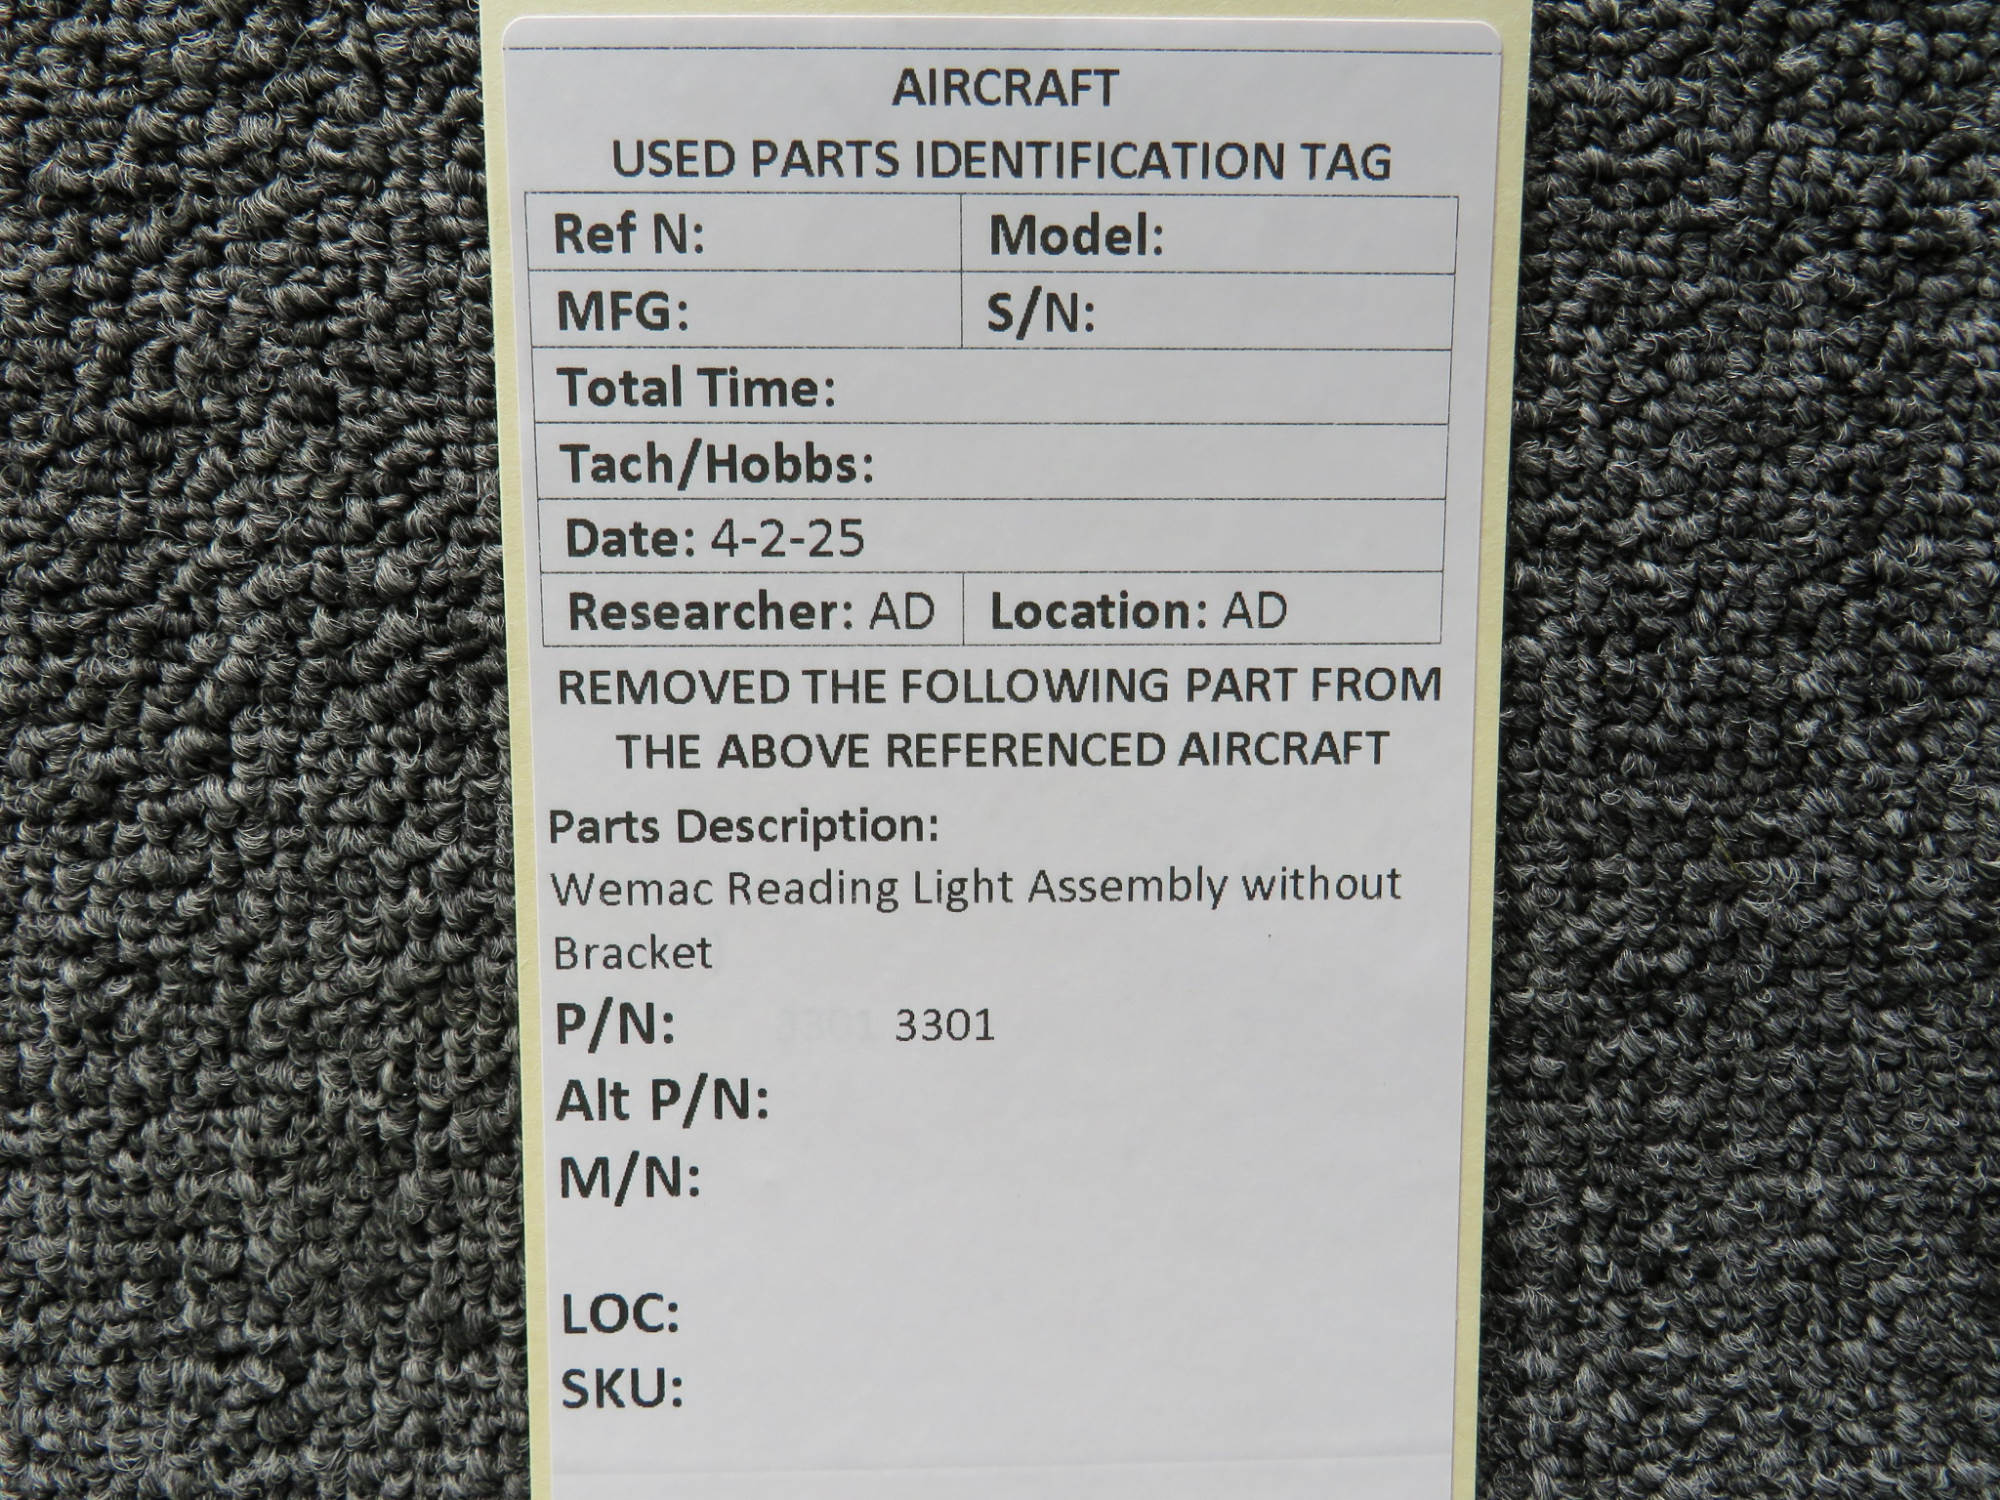 AIRCRAFT
USED PARTS IDENTIFICATION TAG
Ref N: Model:
MFG: S/N:
Total Time:
Tach/Hobbs:
Date: 4-2-25
Researcher: AD Location: AD
REMOVED THE FOLLOWING PART FROM
THE ABOVE REFERENCED AIRCRAFT
Parts Description:
Wemac Reading Light Assembly without
Bracket
P/N: 3301 3301
Alt P/N:
M/N:
LOC:
SKU: